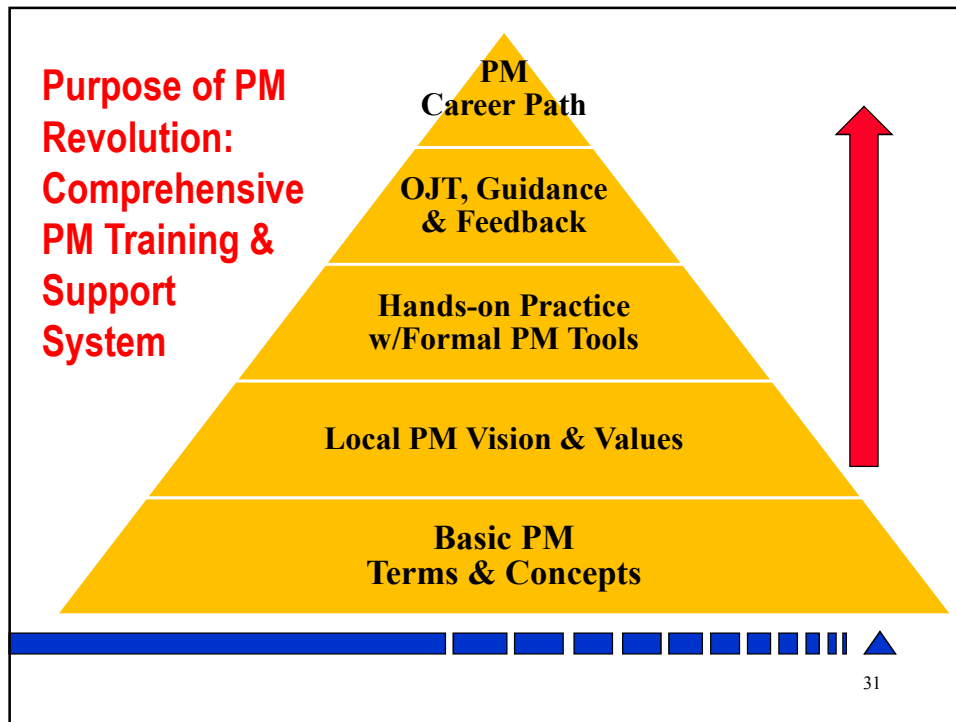 Purpose of PM
Revolution:
Comprehensive
PM Training &
Support
System
PM
Career Path
OJT, Guidance
& Feedback
Hands-on Practice
w/Formal PM Tools
Local PM Vision & Values
Basic PM
Terms & Concepts
31